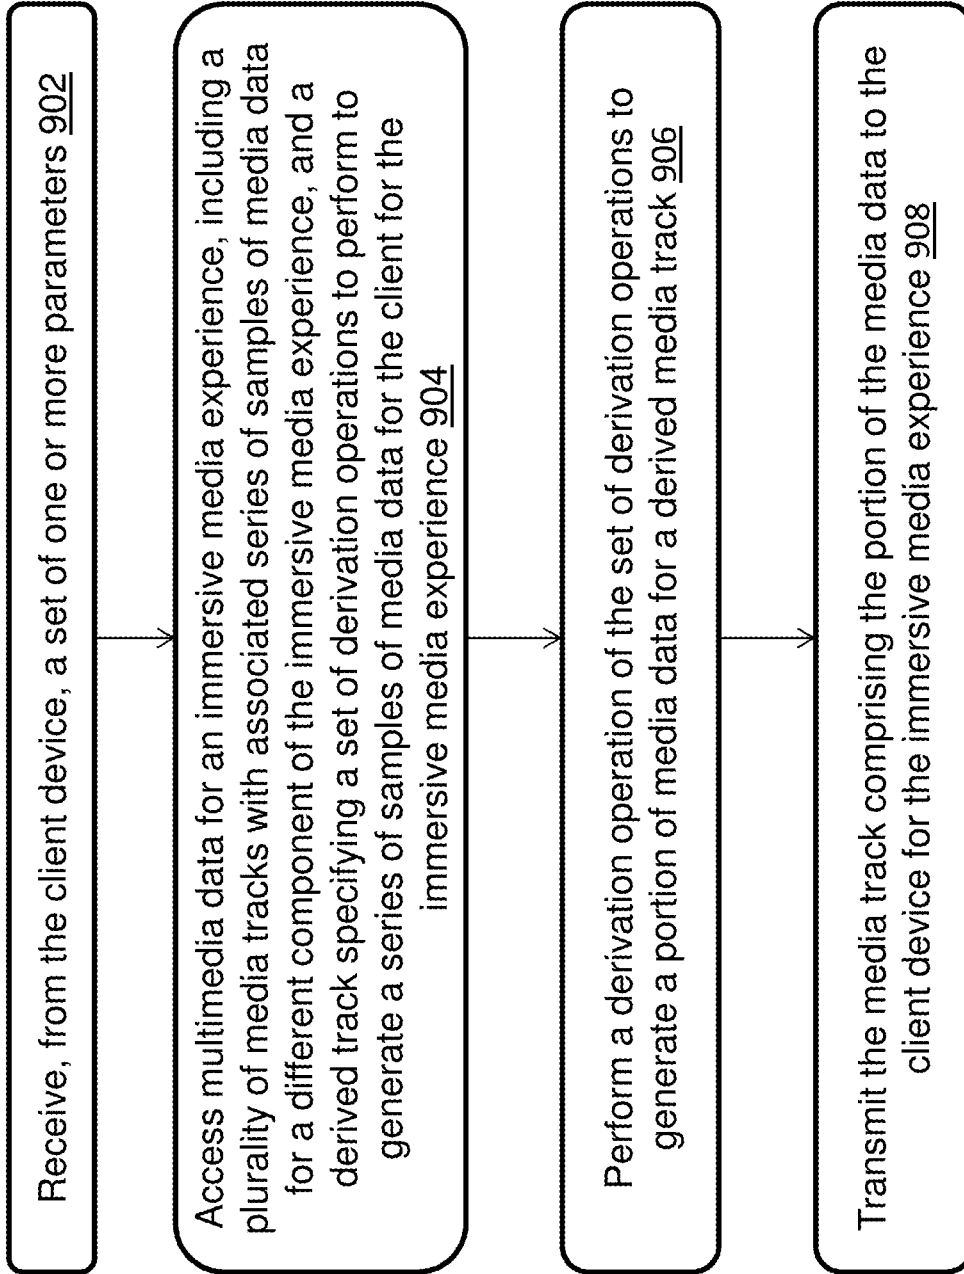 Receive, from the client device, a set of one or more parameters 902
Access multimedia data for an immersive media experience, including a
plurality of media tracks with associated series of samples of media data
for a different component of the immersive media experience, and a
derived track specifying a set of derivation operations to perform to
generate a series of samples of media data for the client for the
immersive media experience 904
Perform a derivation operation of the set of derivation operations to
generate a portion of media data for a derived media track 906
Transmit the media track comprising the portion of the media data to the
client device for the immersive media experience 908